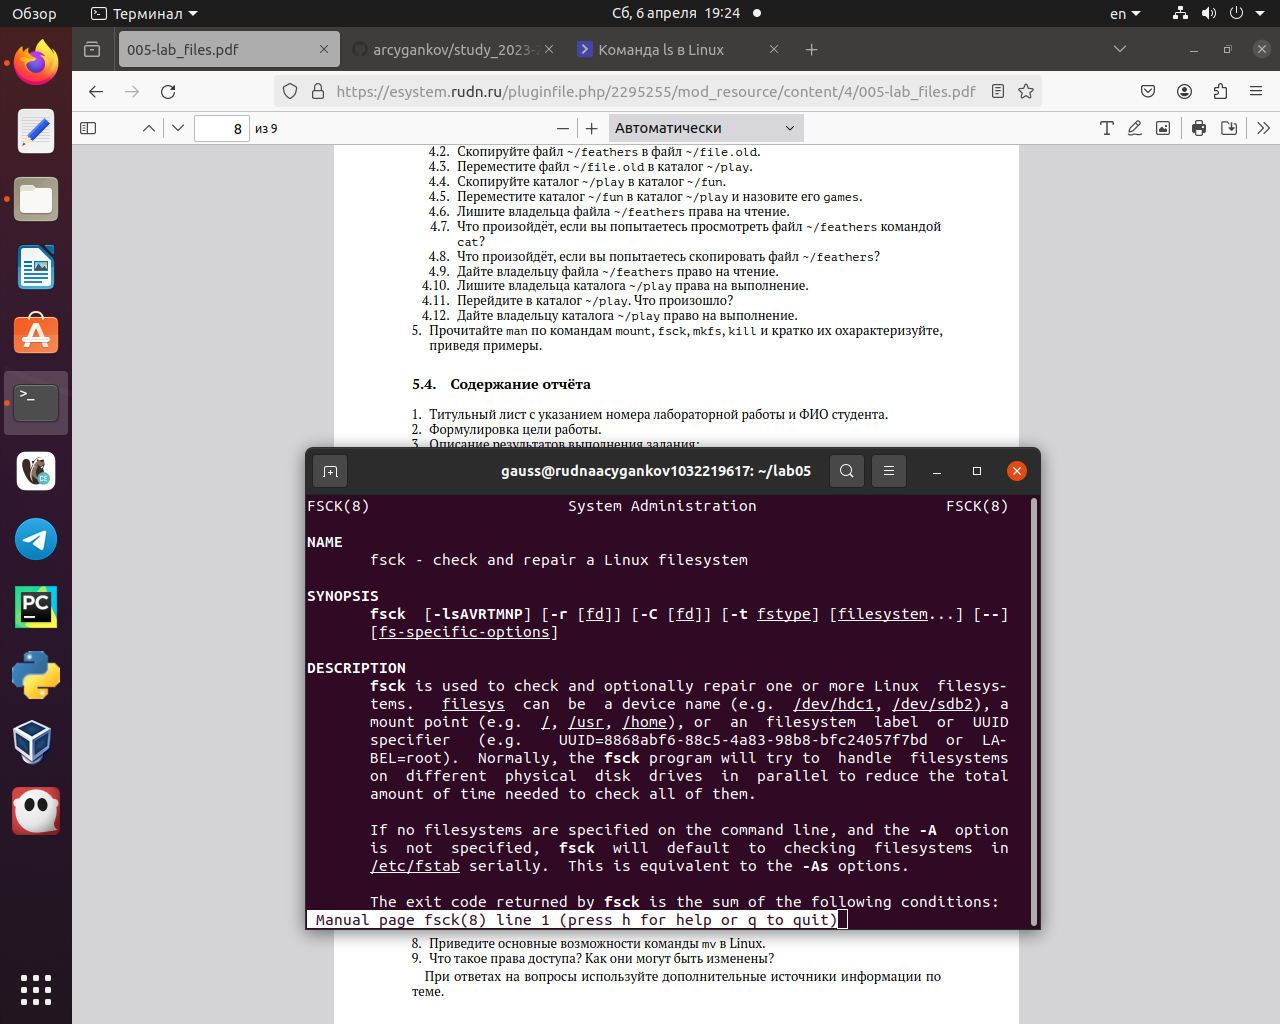 Обзор
Терминал
Сб, 6 апреля 19:24
en
005-lab_files.pdf
arcygankov/study_2023-2
Команда ls в Linux
https://esystem.rudn.ru/pluginfile.php/2295255/mod_resource/content/4/005-lab_files.pdf
8
из 9
Автоматически
4.2. Скопируйте файл ~/feathers в файл ~/file.old.
4.3. Переместите файл ~/file.old в каталог ~/play.
4.4. Скопируйте каталог ~/play в каталог ~/fun.
4.5. Переместите каталог ~/fun в каталог ~/play и назовите его games.
4.6. Лишите владельца файла ~/feathers права на чтение.
4.7. Что произойдёт, если вы попытаетесь просмотреть файл ~/feathers командой
cat?
4.8. Что произойдёт, если вы попытаетесь скопировать файл ~/feathers?
4.9. Дайте владельцу файла ~/feathers право на чтение.
4.10. Лишите владельца каталога ~/play права на выполнение.
4.11. Перейдите в каталог ~/play. Что произошло?
4.12. Дайте владельцу каталога ~/play право на выполнение.
5. Прочитайте man по командам mount, fsck, mkfs, kill и кратко их охарактеризуйте,
приведя примеры.
5.4. Содержание отчёта
1. Титульный лист с указанием номера лабораторной работы и ФИО студента.
2. Формулировка цели работы.
3. Описание результатов выполнения задания:
gauss@rudnaacygankov1032219617: ~/lab05
FSCK(8) System Administration FSCK(8)
NAME
fsck - check and repair a Linux filesystem
SYNOPSIS
fsck [-lsAVRTMNP] [-r [fd]] [-C [fd]] [-t fstype] [filesystem...] [--]
[fs-specific-options]
DESCRIPTION
fsck is used to check and optionally repair one or more Linux filesys-
tems. filesys can be a device name (e.g. /dev/hdc1, /dev/sdb2), a
mount point (e.g. /, /usr, /home), or an filesystem label or UUID
specifier (e.g. UUID=8868abf6-88c5-4a83-98b8-bfc24057f7bd or LA-
BEL=root). Normally, the fsck program will try to handle filesystems
on different physical disk drives in parallel to reduce the total
amount of time needed to check all of them.
If no filesystems are specified on the command line, and the -A option
is not specified, fsck will default to checking filesystems in
/etc/fstab serially. This is equivalent to the -As options.
The exit code returned by fsck is the sum of the following conditions:
Manual page fsck(8) line 1 (press h for help or q to quit)
8. Приведите основные возможности команды mv в Linux.
9. Что такое права доступа? Как они могут быть изменены?
При ответах на вопросы используйте дополнительные источники информации по
теме.